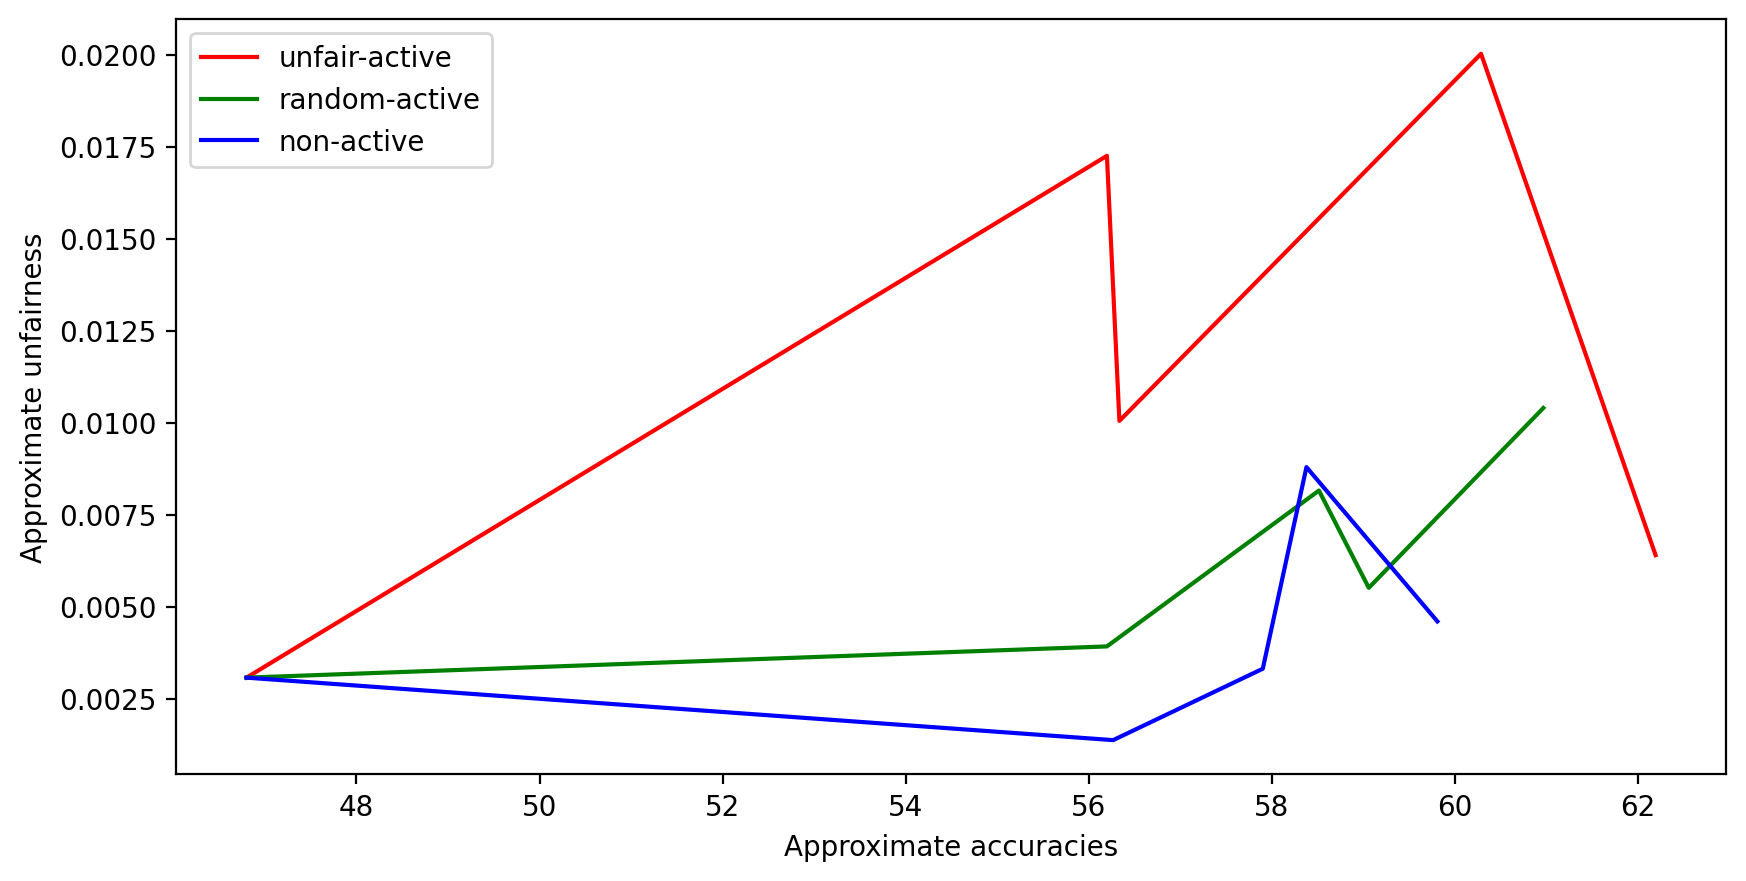 unfair-active
random-active
non-active
0.0200
0.0175
0.0150
0.0125
0.0100
0.0075
0.0050
0.0025
Approximate unfairness
48 50 52 54 56 58 60 62
Approximate accuracies